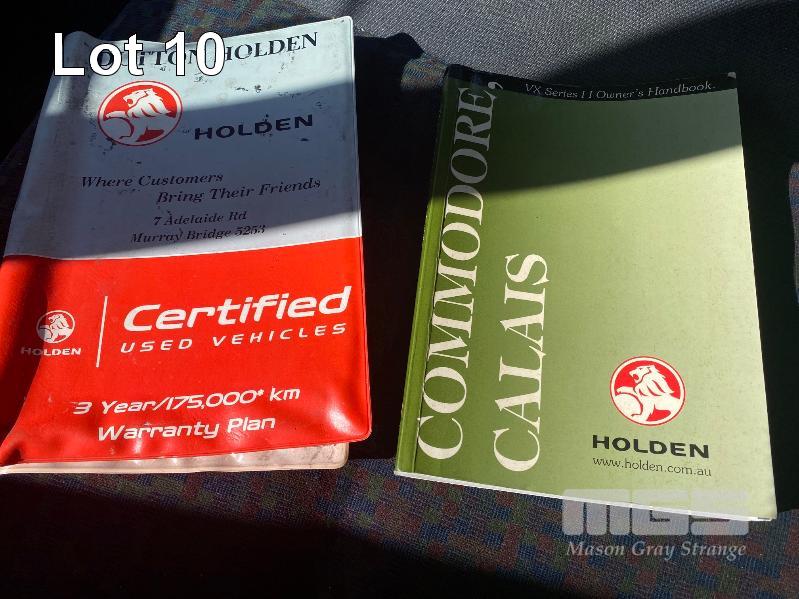 Lot 10
HOLDEN
HOLDEN
Where Customers
Bring Their Friends
7 Adelaide Rd
Murray Bridge 5253
HOLDEN
Certified
USED VEHICLES
3 Year/175,000* km
Warranty Plan
VX Series II Owner's Handbook.
COMMODORE,
CALAIS
HOLDEN
www.holden.com.au
MGS
Mason Gray Strange